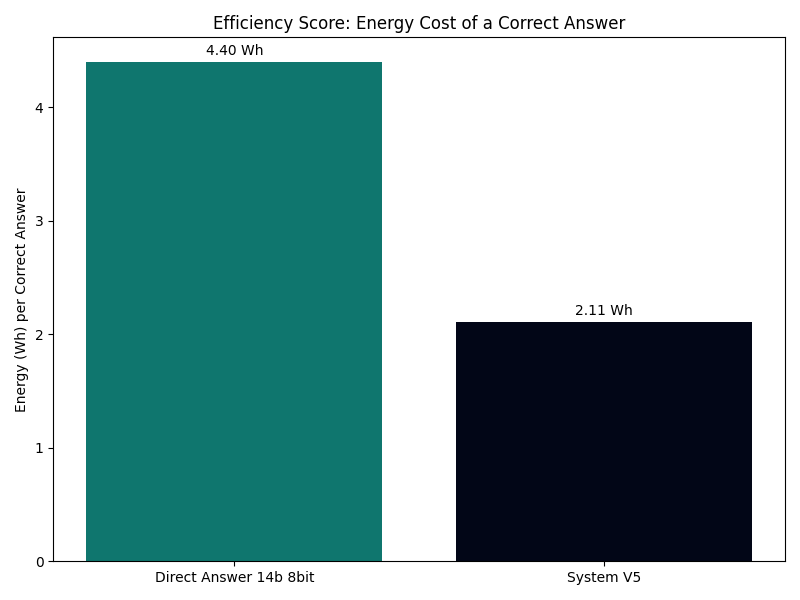 Efficiency Score: Energy Cost of a Correct Answer
4.40 Wh
2.11 Wh
Energy (Wh) per Correct Answer
4
3
2
1
0
Direct Answer 14b 8bit
System V5